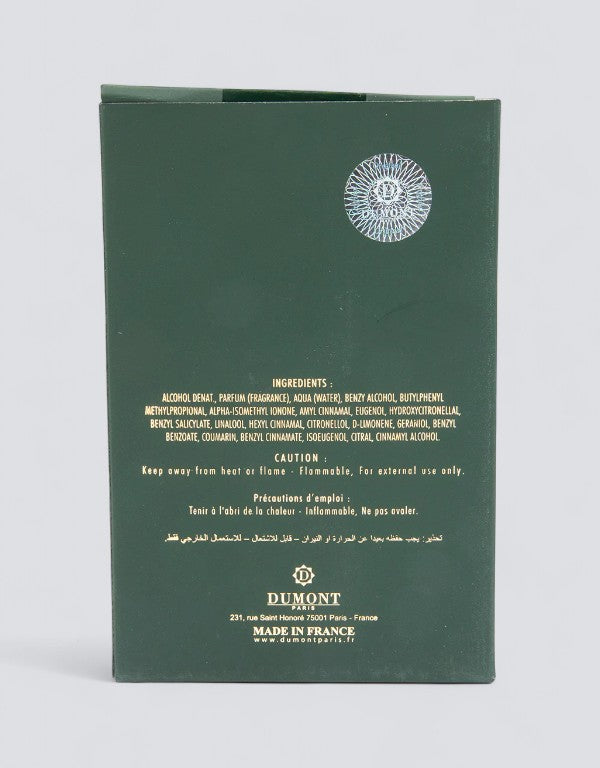 INGREDIENTS :
ALCOHOL DENAT., PARFUM (FRAGRANCE), AQUA (WATER), BENZY ALCOHOL, BUTYLPHENYL
METHYLPROPIONAL, ALPHA-ISOMETHYL IONONE, AMYL CINNAMAL, EUGENOL, HYDROXYCITRONELLAL,
BENZYL SALICYLATE, LINALOOL, HEXYL CINNAMAL, CITRONELLOL, D-LIMONENE, GERANIOL, BENZYL
BENZOATE, COUMARIN, BENZYL CINNAMATE, ISOEUGENOL, CITRAL, CINNAMYL ALCOHOL.
CAUTION :
Keep away from heat or flame - Flammable, For external use only.
Précautions d'emploi :
Tenir à l'abri de la chaleur - Inflammable, Ne pas avaler.
تحذير: يجب حفظه بعيدا عن الحرارة او النيران – قابل للاشتعال – للاستعمال الخارجي فقط.
D
DUMONT
PARIS
231, rue Saint Honoré 75001 Paris - France
MADE IN FRANCE
www.dumontparis.fr